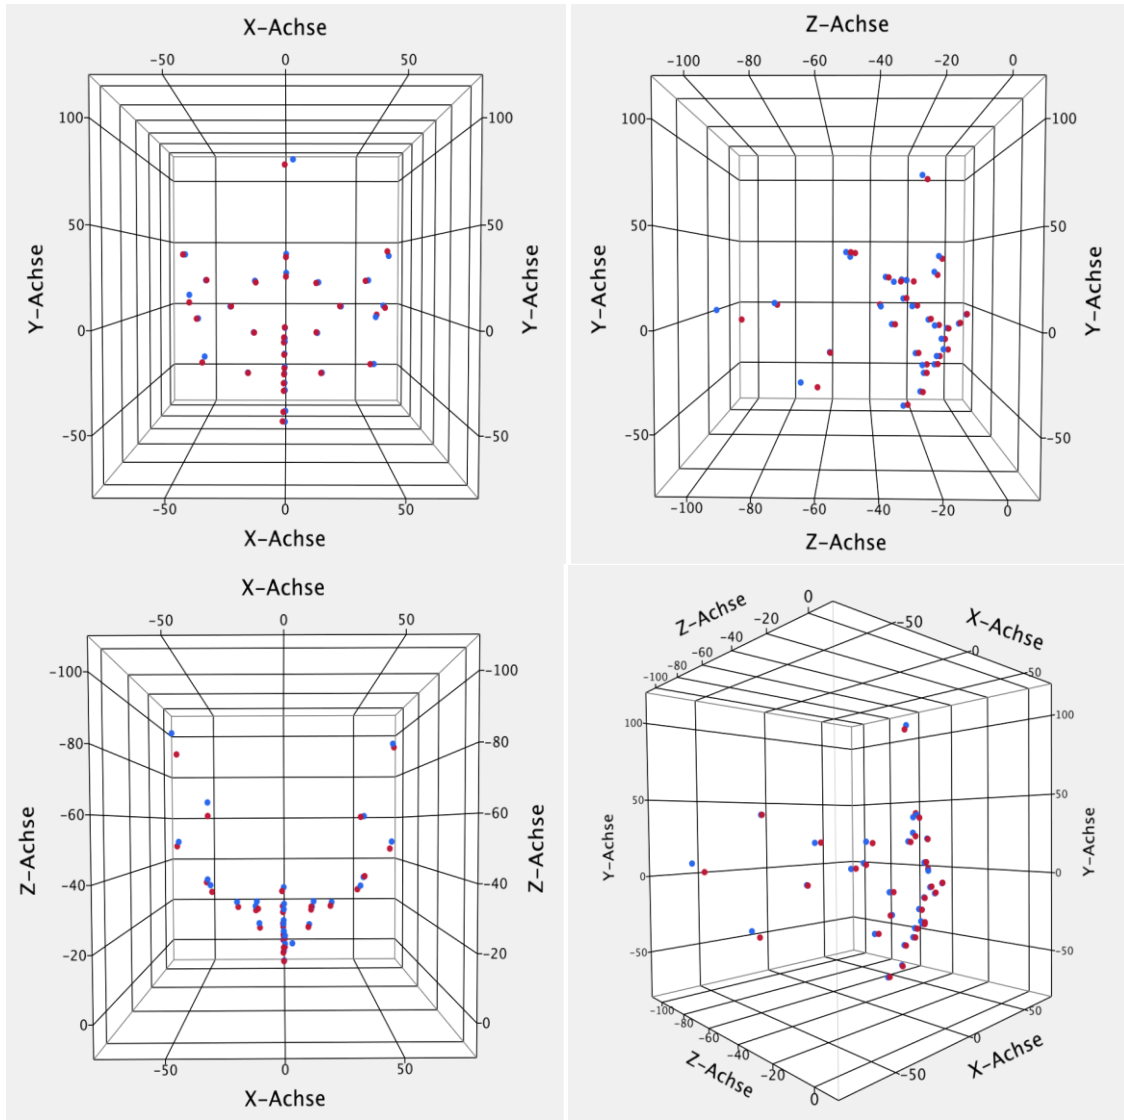 X–Achse
−50 0 50
100 100
50 50
Y–Achse Y–Achse
0 0
−50 −50
−50 0 50
X–Achse
Z–Achse
−100 −80 −60 −40 −20 0
100 100
50 50
Y–Achse Y–Achse
0 0
−50 −50
−100 −80 −60 −40 −20 0
Z–Achse
X–Achse
−50 0 50
−100 −100
−80 −80
−60 −60
Z–Achse Z–Achse
−40 −40
−20 −20
0 0
−50 0 50
X–Achse
Z–Achse X–Achse
0
−20 −50
−40 0
−60 −50
−80
−100
100 100
50 50
Y–Achse Y–Achse
0 0
−50 −50
−100 −50
−80 0
−60 −50
−40
−20
0
Z–Achse X–Achse